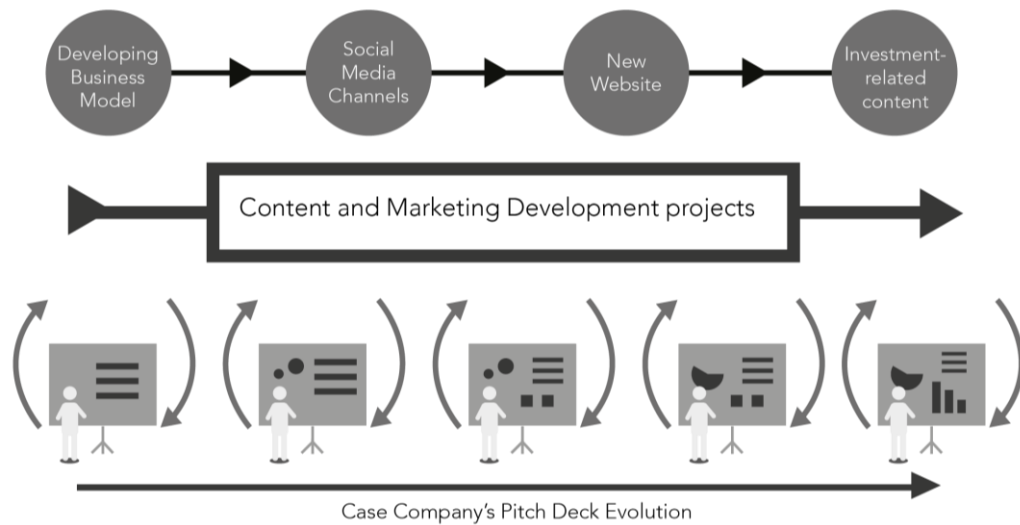 Developing
Business
Model
Social
Media
Channels
New
Website
Investment-
related
content
Content and Marketing Development projects
Case Company's Pitch Deck Evolution